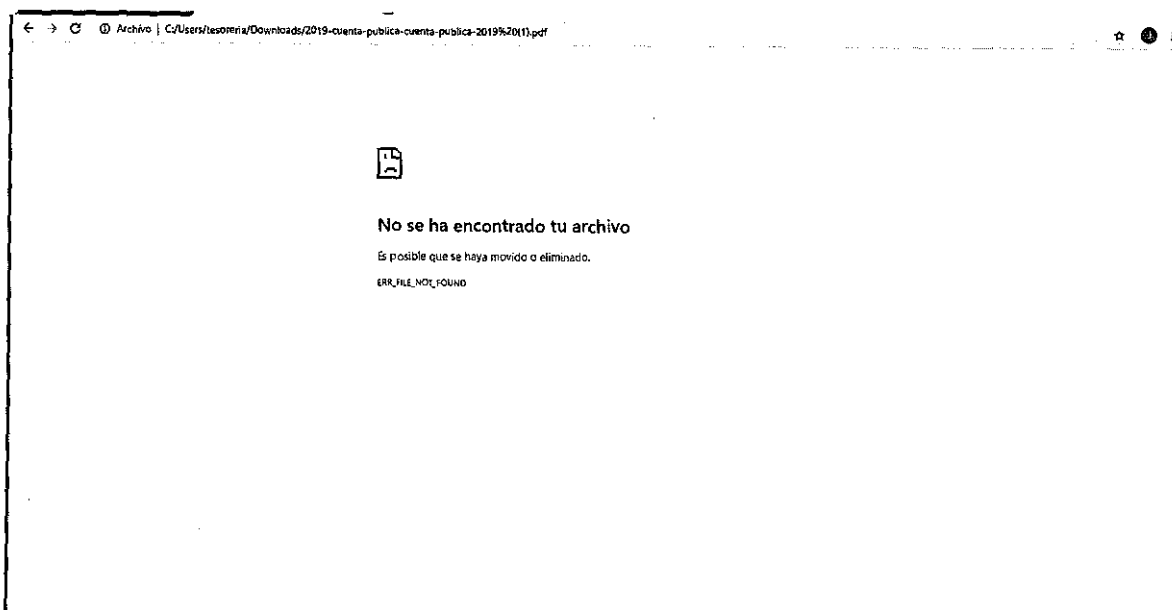 Archivo | C:/Users/tesoreria/Downloads/2019-cuenta-publica-cuenta-publica-2019%20(1).pdf
No se ha encontrado tu archivo
Es posible que se haya movido o eliminado.
ERR_FILE_NOT_FOUND